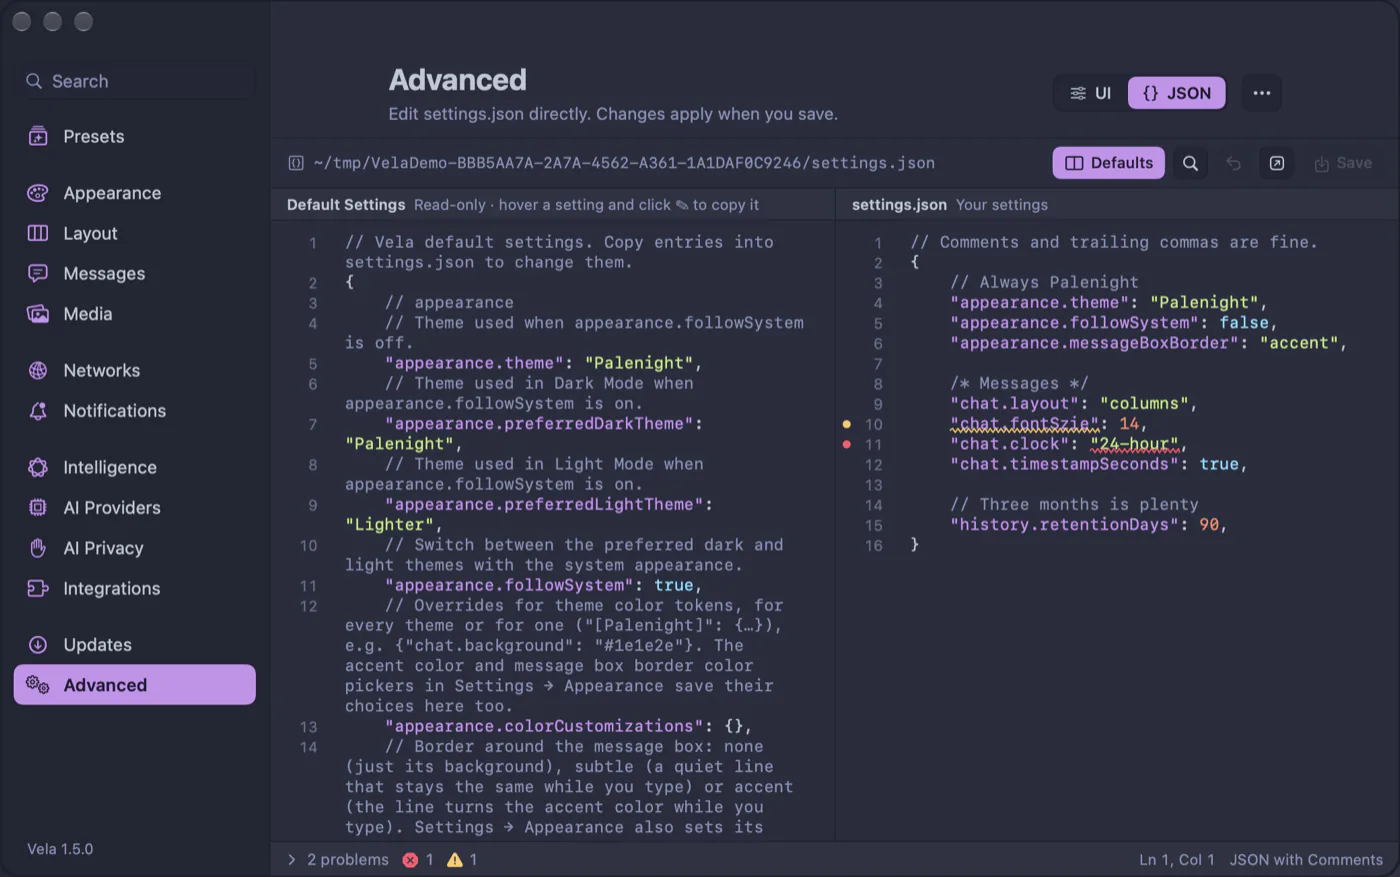 Search
Presets
Appearance
Layout
Messages
Media
Networks
Notifications
Intelligence
AI Providers
AI Privacy
Integrations
Updates
Advanced
Vela 1.5.0
Advanced
Edit settings.json directly. Changes apply when you save.
UI
{} JSON
~/tmp/VelaDemo-BBB5AA7A-2A7A-4562-A361-1A1DAF0C9246/settings.json
Defaults
Save
Default Settings Read-only · hover a setting and click ✎ to copy it
1 // Vela default settings. Copy entries into
settings.json to change them.
2 {
3 // appearance
4 // Theme used when appearance.followSystem
is off.
5 "appearance.theme": "Palenight",
6 // Theme used in Dark Mode when
appearance.followSystem is on.
7 "appearance.preferredDarkTheme":
"Palenight",
8 // Theme used in Light Mode when
appearance.followSystem is on.
9 "appearance.preferredLightTheme":
"Lighter",
10 // Switch between the preferred dark and
light themes with the system appearance.
11 "appearance.followSystem": true,
12 // Overrides for theme color tokens, for
every theme or for one ("[Palenight]": {…}),
e.g. {"chat.background": "#1e1e2e"}. The
accent color and message box border color
pickers in Settings → Appearance save their
choices here too.
13 "appearance.colorCustomizations": {},
14 // Border around the message box: none
(just its background), subtle (a quiet line
that stays the same while you type) or accent
(the line turns the accent color while you
type). Settings → Appearance also sets its
settings.json Your settings
1 // Comments and trailing commas are fine.
2 {
3 // Always Palenight
4 "appearance.theme": "Palenight",
5 "appearance.followSystem": false,
6 "appearance.messageBoxBorder": "accent",
7
8 /* Messages */
9 "chat.layout": "columns",
10 "chat.fontSzie": 14,
11 "chat.clock": "24-hour",
12 "chat.timestampSeconds": true,
13
14 // Three months is plenty
15 "history.retentionDays": 90,
16 }
2 problems 1 1
Ln 1, Col 1 JSON with Comments